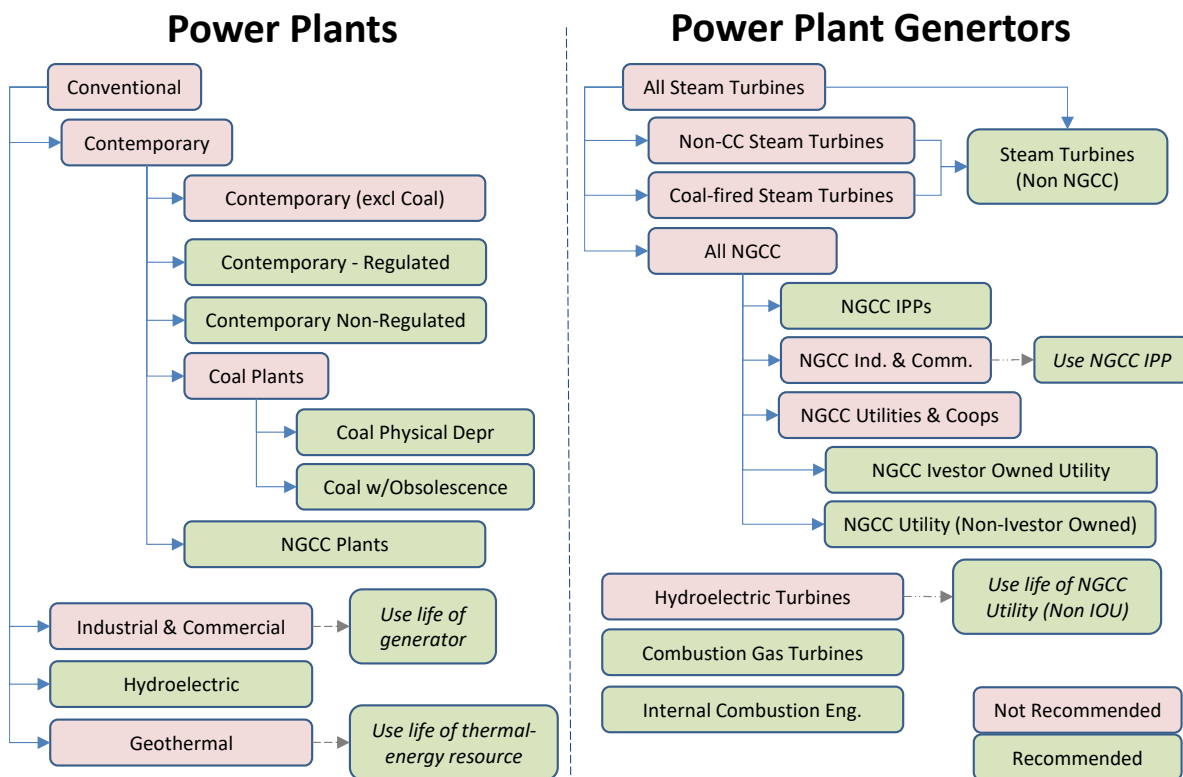 Power Plants
Conventional
Contemporary
Contemporary (excl Coal)
Contemporary - Regulated
Contemporary Non-Regulated
Coal Plants
Coal Physical Depr
Coal w/Obsolescence
NGCC Plants
Industrial & Commercial
Use life of
generator
Hydroelectric
Geothermal
Use life of thermal-
energy resource
Power Plant Genertors
All Steam Turbines
Non-CC Steam Turbines
Steam Turbines
(Non NGCC)
Coal-fired Steam Turbines
All NGCC
NGCC IPPs
NGCC Ind. & Comm.
Use NGCC IPP
NGCC Utilities & Coops
NGCC Ivestor Owned Utility
NGCC Utility (Non-Ivestor Owned)
Hydroelectric Turbines
Use life of NGCC
Utility (Non IOU)
Combustion Gas Turbines
Internal Combustion Eng.
Not Recommended
Recommended